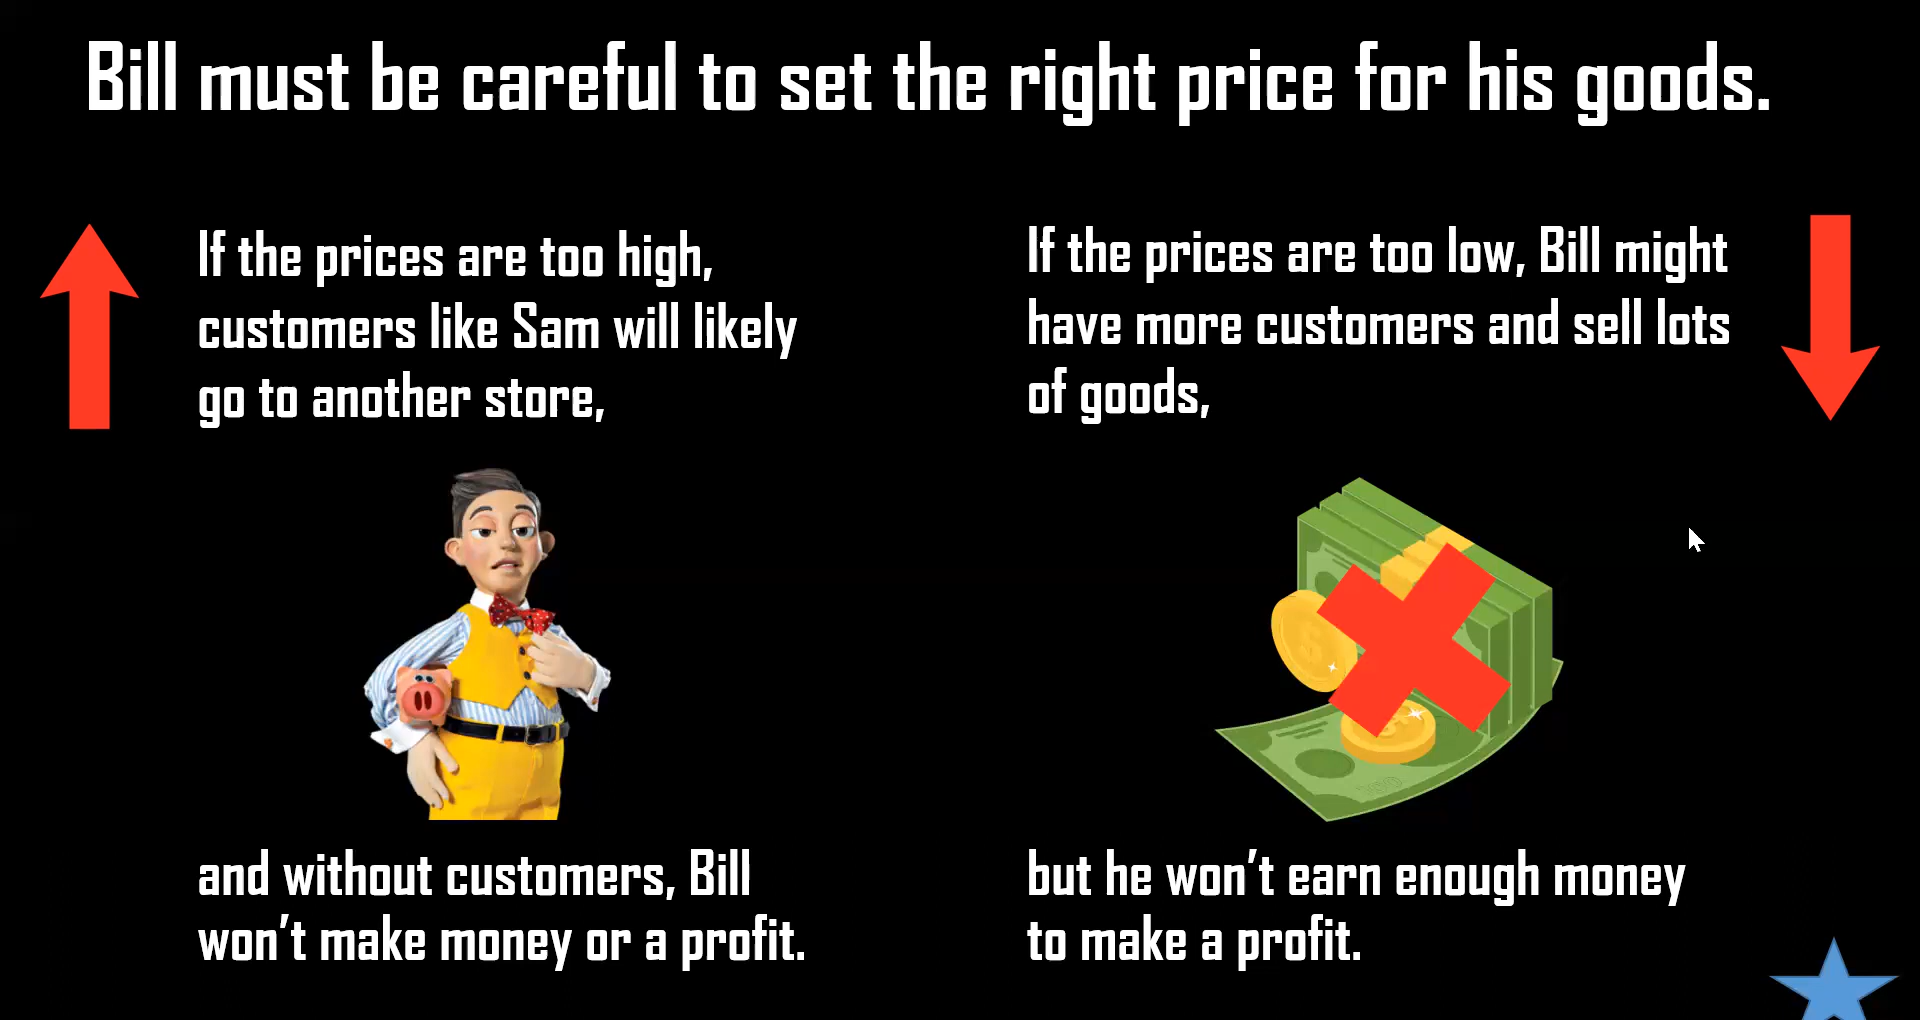 Bill must be careful to set the right price for his goods.
If the prices are too high,
customers like Sam will likely
go to another store,
and without customers, Bill
won't make money or a profit.
If the prices are too low, Bill might
have more customers and sell lots
of goods,
but he won't earn enough money
to make a profit.